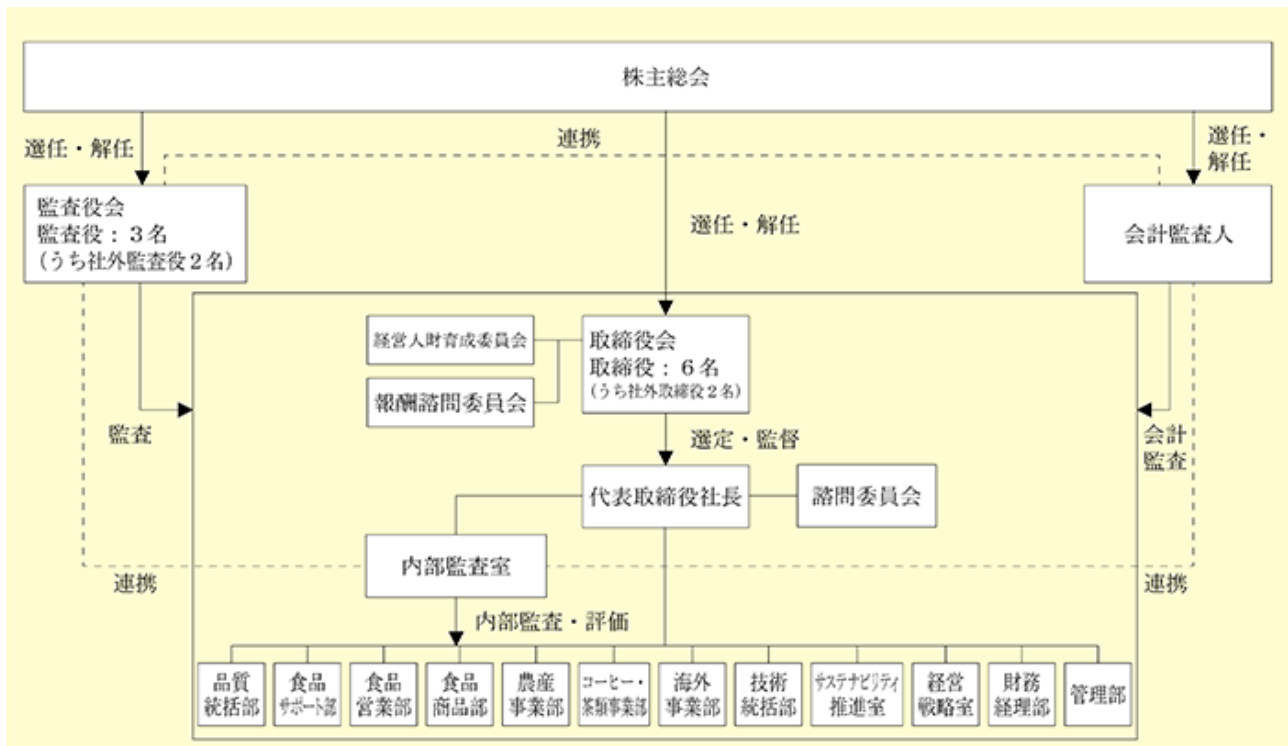 株主総会
選任・解任
連携
選任・
解任
監査役会
監査役：３名
(うち社外監査役２名)
選任・解任
会計監査人
経営人財育成委員会
報酬諮問委員会
取締役会
取締役：６名
(うち社外取締役２名)
監査
選定・監督
会計
監査
代表取締役社長
諮問委員会
内部監査室
連携
連携
内部監査・評価
品質
統括部
食品
サポート部
食品
営業部
食品
商品部
農産
事業部
コーヒー・
茶類事業部
海外
事業部
技術
統括部
サステナビリティ
推進室
経営
戦略室
財務
経理部
管理部